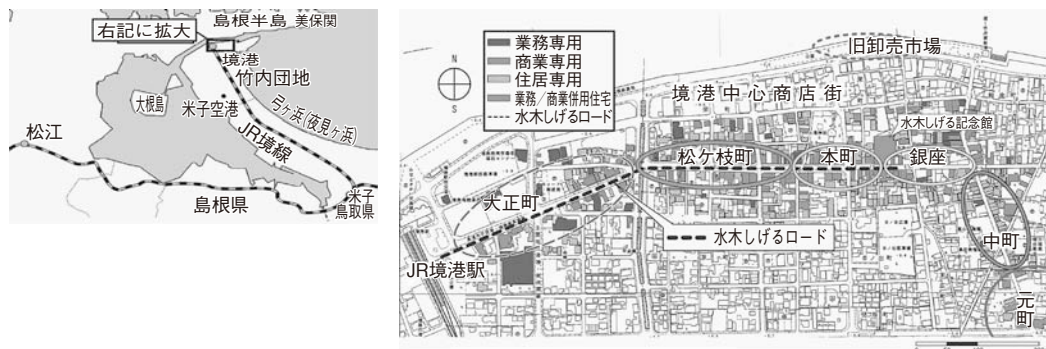 右記に拡大
島根半島 美保関
境港
竹内団地
大根島
米子空港
弓ヶ浜(夜見ヶ浜)
JR境線
松江
島根県
米子
鳥取県
業務専用
商業専用
住居専用
業務/商業併用住宅
水木しげるロード
N
S
旧卸売市場
境港中心商店街
水木しげる記念館
松ケ枝町
本町
銀座
大正町
水木しげるロード
中町
JR境港駅
元町